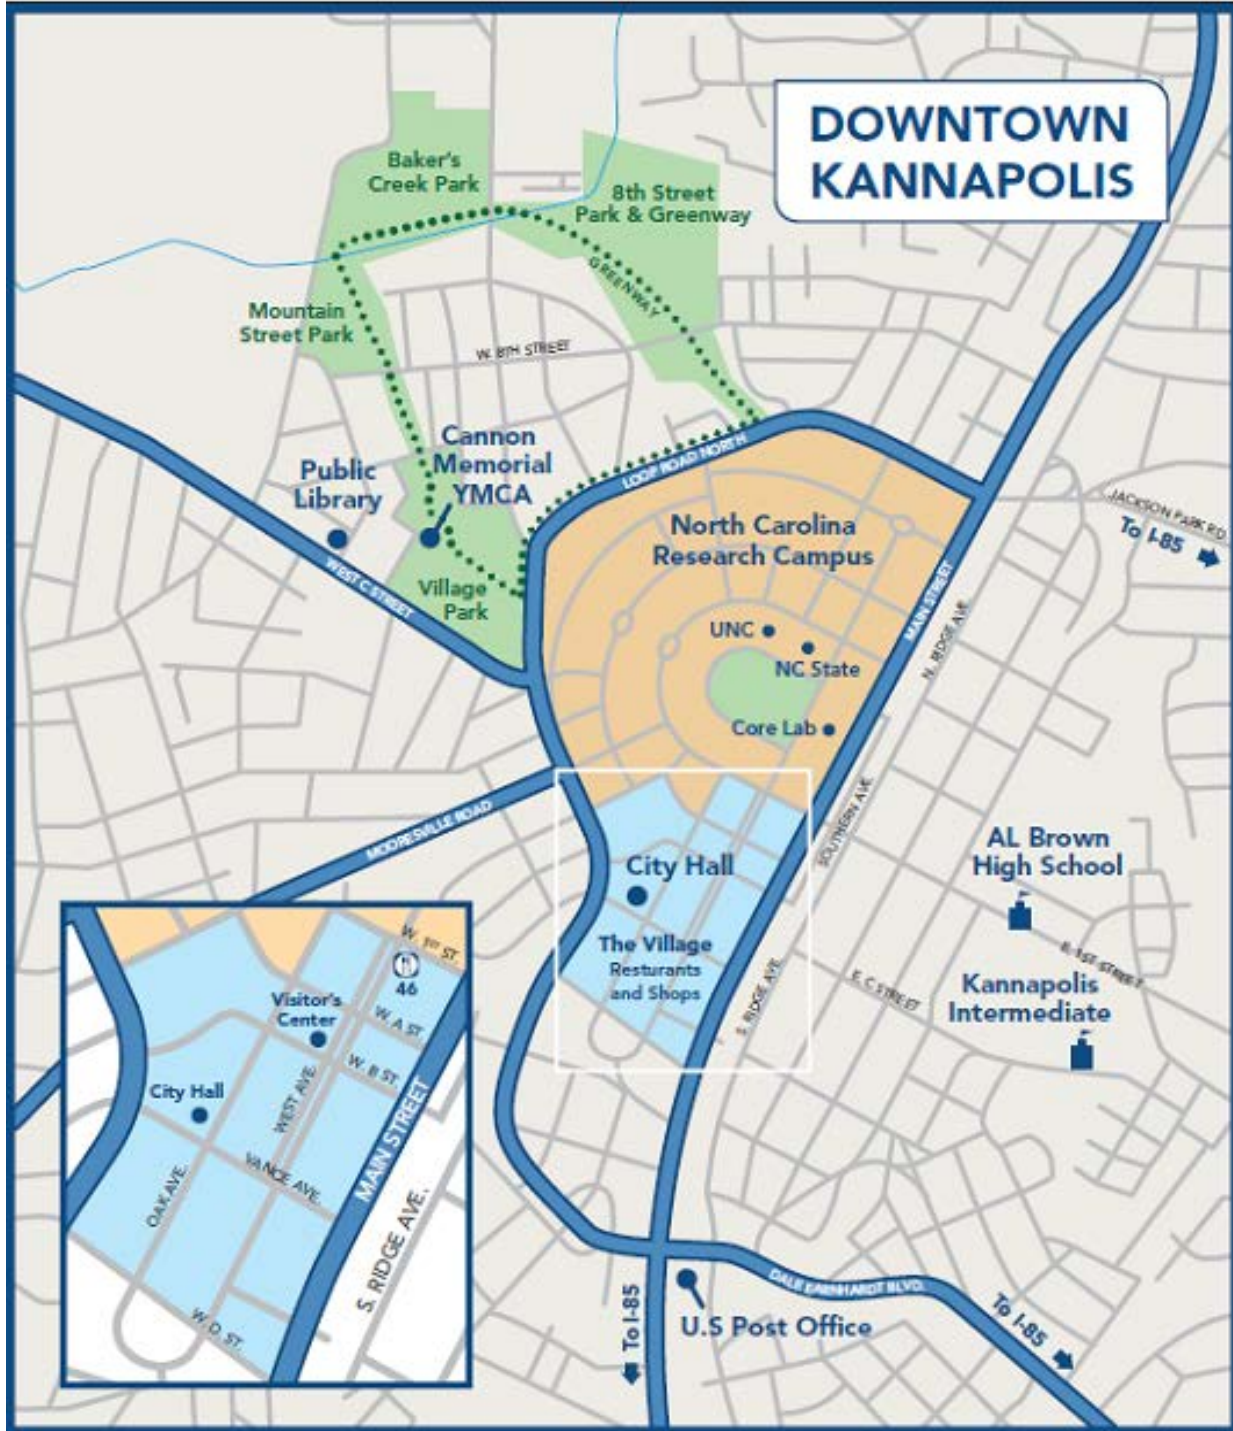 DOWNTOWN
KANNAPOLIS
Baker's
Creek Park
8th Street
Park & Greenway
GREENWAY
Mountain
Street Park
W. 8TH STREET
Cannon
Memorial
YMCA
Public
Library
LOOP ROAD NORTH
North Carolina
Research Campus
JACKSON PARK RD.
To I-85
WEST C STREET
Village
Park
MAIN STREET
N. RIDGE AVE.
UNC
NC State
Core Lab
MOORESVILLE ROAD
SOUTHERN AVE.
AL Brown
High School
City Hall
The Village
Resturants
and Shops
E. 1ST STREET
E. C STREET
S. RIDGE AVE.
Kannapolis
Intermediate
W. 1ST ST.
46
Visitor's
Center
W. A ST.
W. B ST.
City Hall
WEST AVE.
MAIN STREET
VANCE AVE.
OAK AVE.
S. RIDGE AVE.
W. D. ST.
DALE EARNHARDT BLVD.
To I-85
To I-85
U.S Post Office